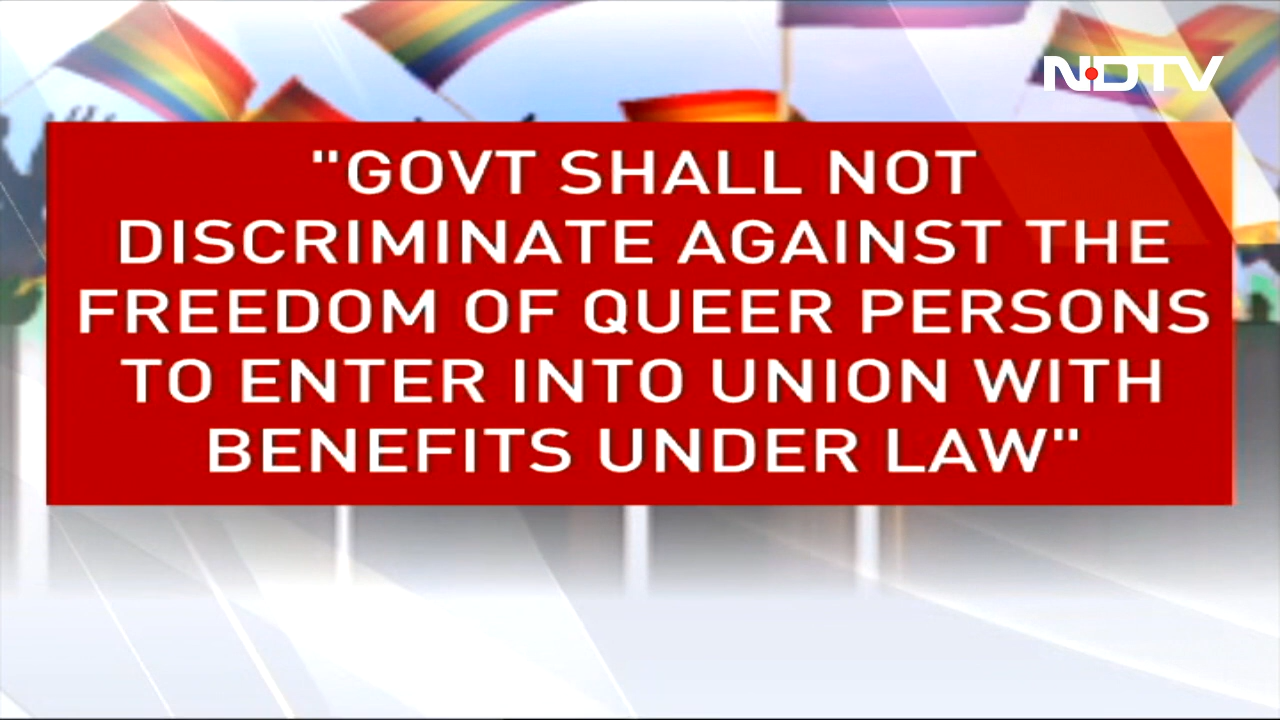 NDTV
"GOVT SHALL NOT
DISCRIMINATE AGAINST THE
FREEDOM OF QUEER PERSONS
TO ENTER INTO UNION WITH
BENEFITS UNDER LAW"